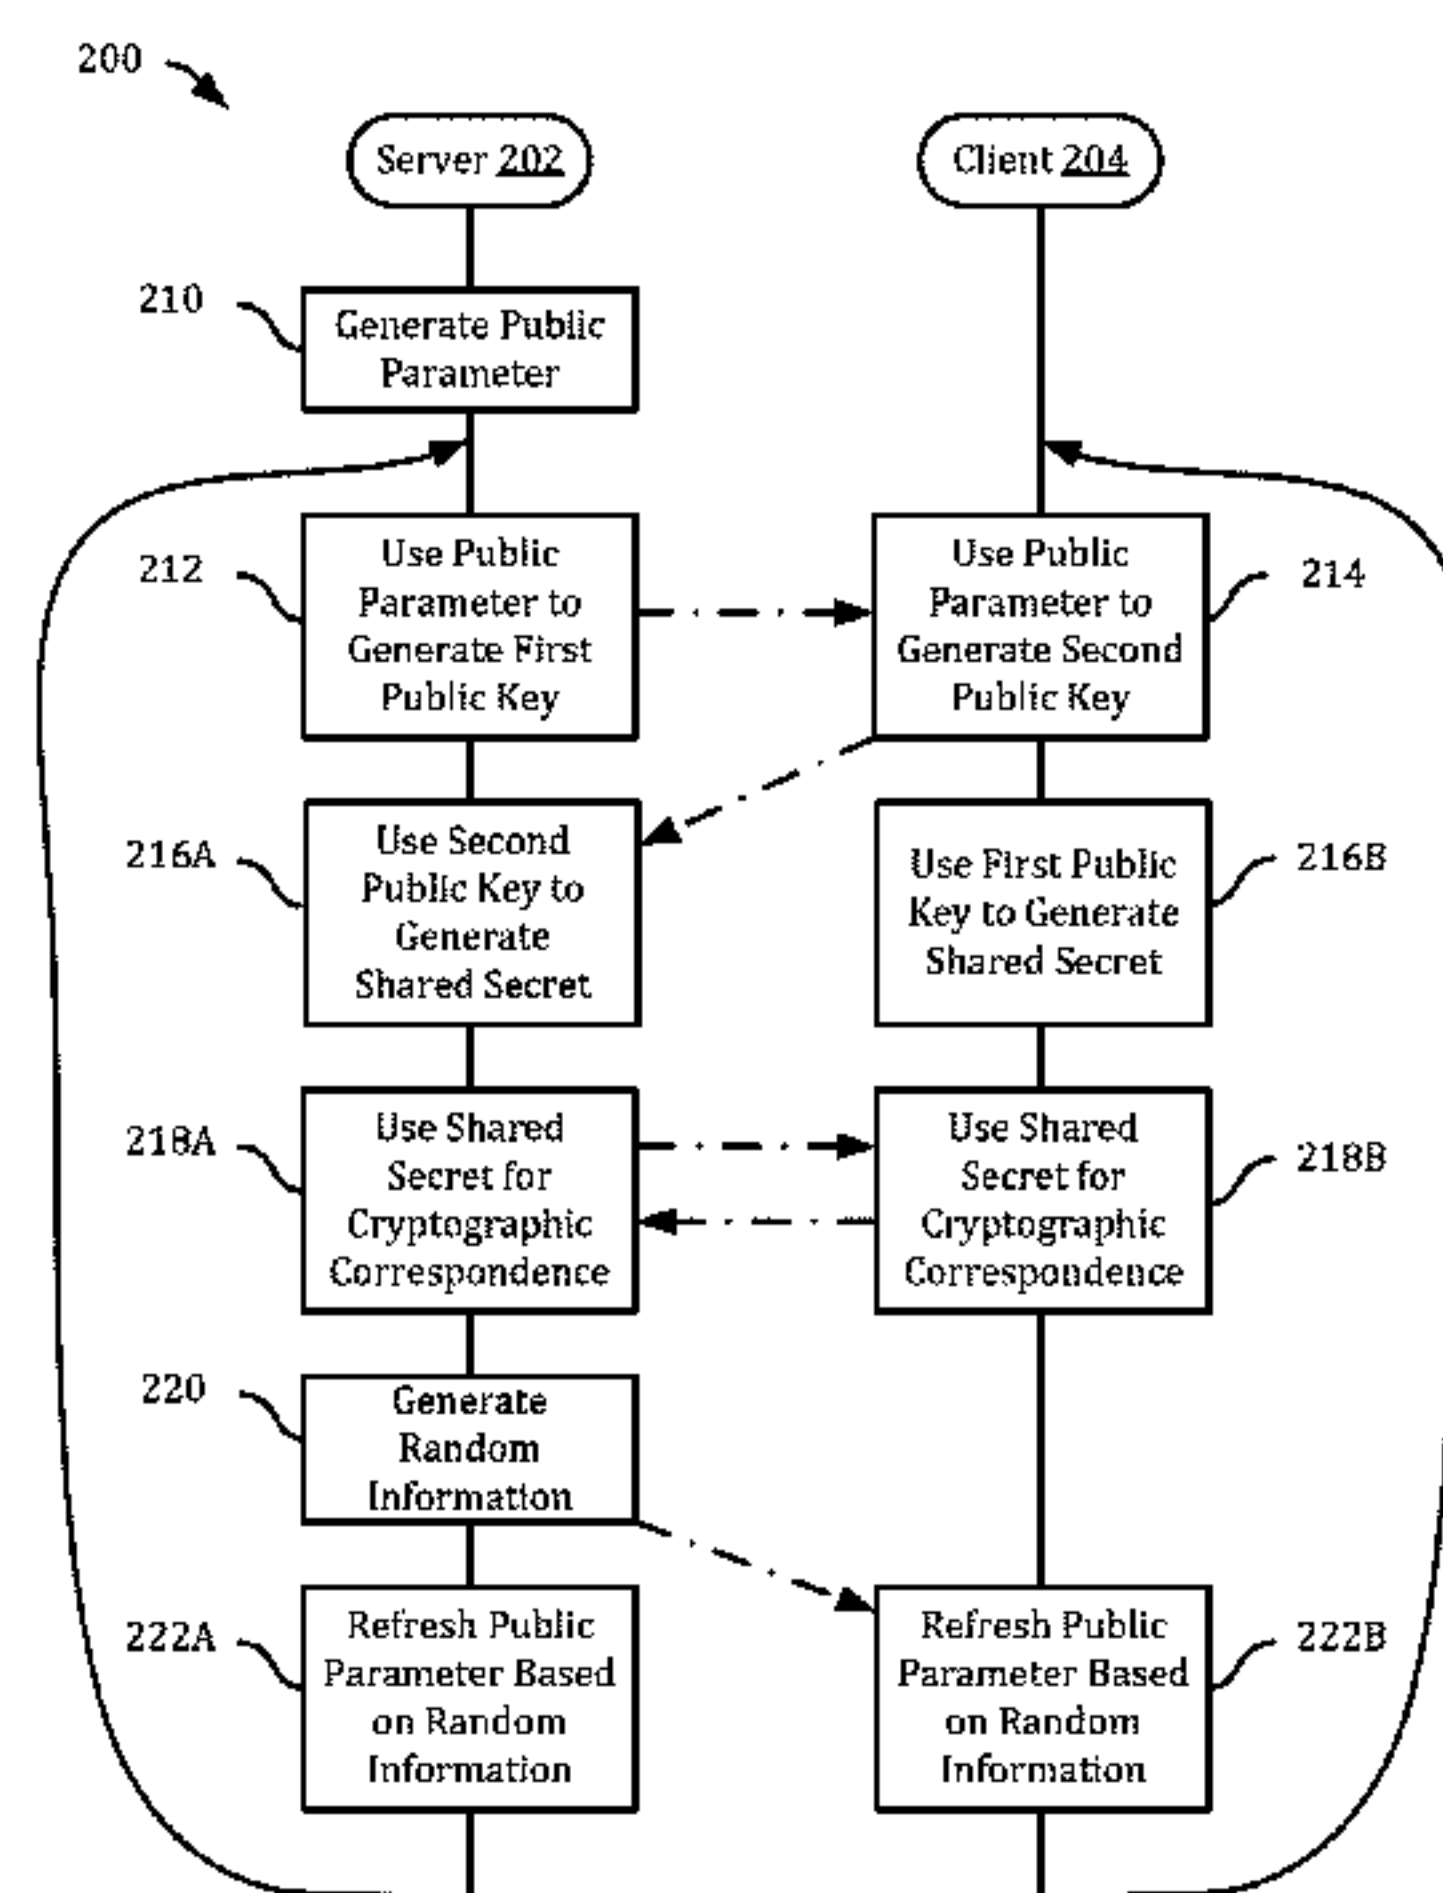 200
Server 202
Client 204
210
Generate Public
Parameter
212
Use Public
Parameter to
Generate First
Public Key
Use Public
Parameter to
Generate Second
Public Key
214
216A
Use Second
Public Key to
Generate
Shared Secret
Use First Public
Key to Generate
Shared Secret
216B
218A
Use Shared
Secret for
Cryptographic
Correspondence
Use Shared
Secret for
Cryptographic
Correspondence
218B
220
Generate
Random
Information
222A
Refresh Public
Parameter Based
on Random
Information
Refresh Public
Parameter Based
on Random
Information
222B